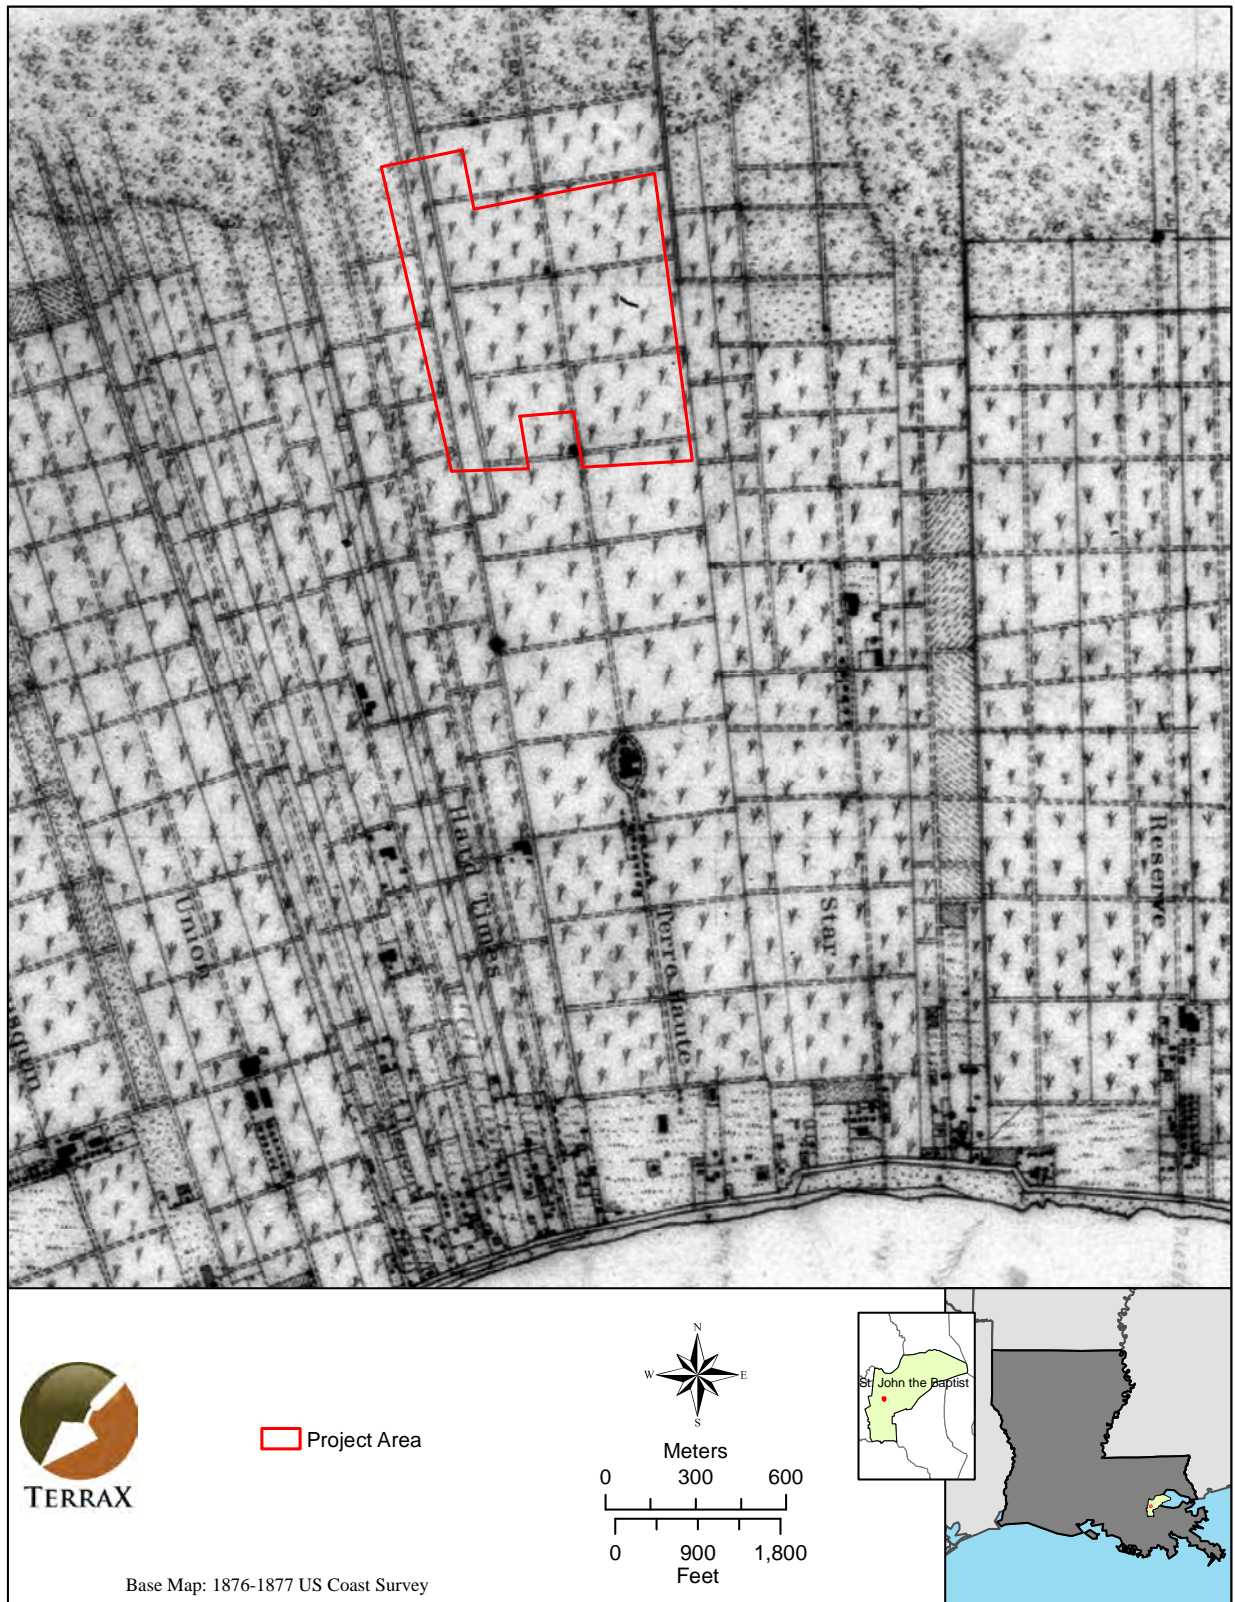 Hard Times
Union
Terre Haute
Star
Reserve
TERRAX
Project Area
N
W
E
S
Meters
0 300 600
0 900 1,800
Feet
St. John the Baptist
Base Map: 1876-1877 US Coast Survey